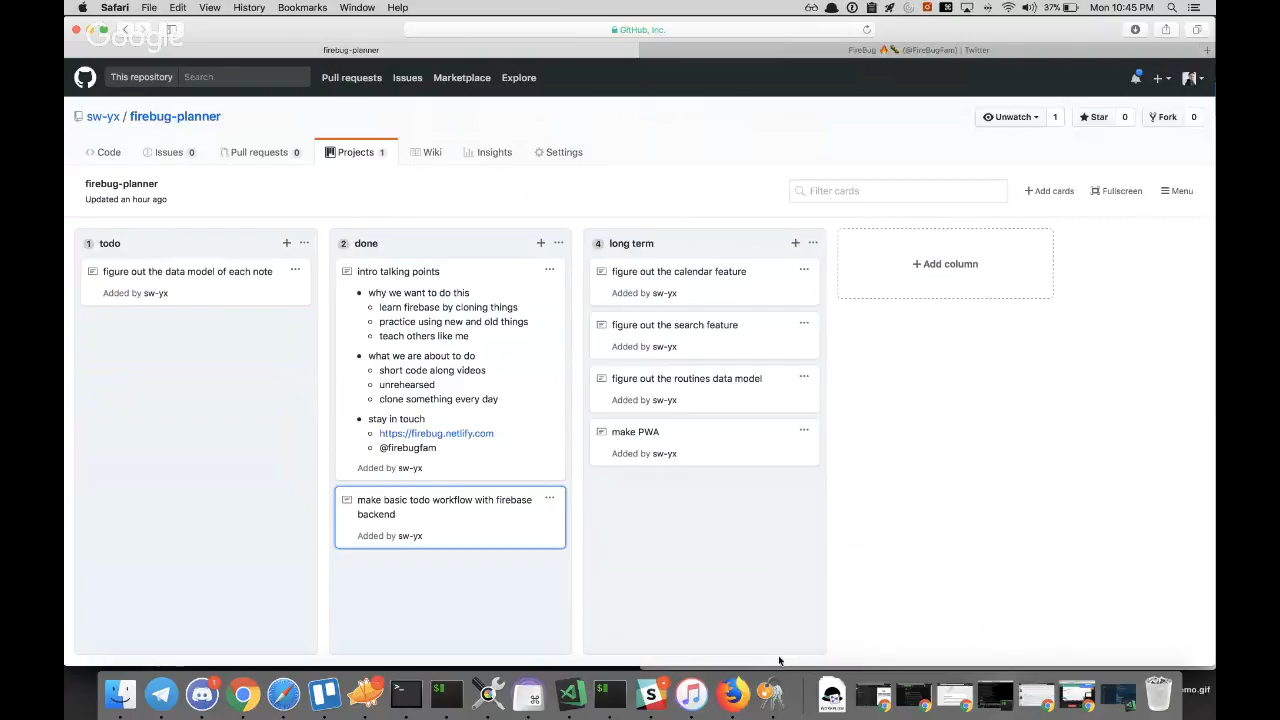 Safari File Edit View History Bookmarks Window Help
37% Mon 10:45 PM
Google
GitHub, Inc.
firebug-planner
FireBug 🔥🐛 (@FireBugFam) | Twitter
This repository Search Pull requests Issues Marketplace Explore
sw-yx / firebug-planner
Unwatch 1 Star 0 Fork 0
Code Issues 0 Pull requests 0 Projects 1 Wiki Insights Settings
firebug-planner
Updated an hour ago
Filter cards
Add cards Fullscreen Menu
1 todo
figure out the data model of each note
Added by sw-yx
2 done
intro talking points
why we want to do this
learn firebase by cloning things
practice using new and old things
teach others like me
what we are about to do
short code along videos
unrehearsed
clone something every day
stay in touch
https://firebug.netlify.com
@firebugfam
Added by sw-yx
make basic todo workflow with firebase
backend
Added by sw-yx
4 long term
figure out the calendar feature
Added by sw-yx
figure out the search feature
Added by sw-yx
figure out the routines data model
Added by sw-yx
make PWA
Added by sw-yx
Add column
WORKFLOW
mo.gif